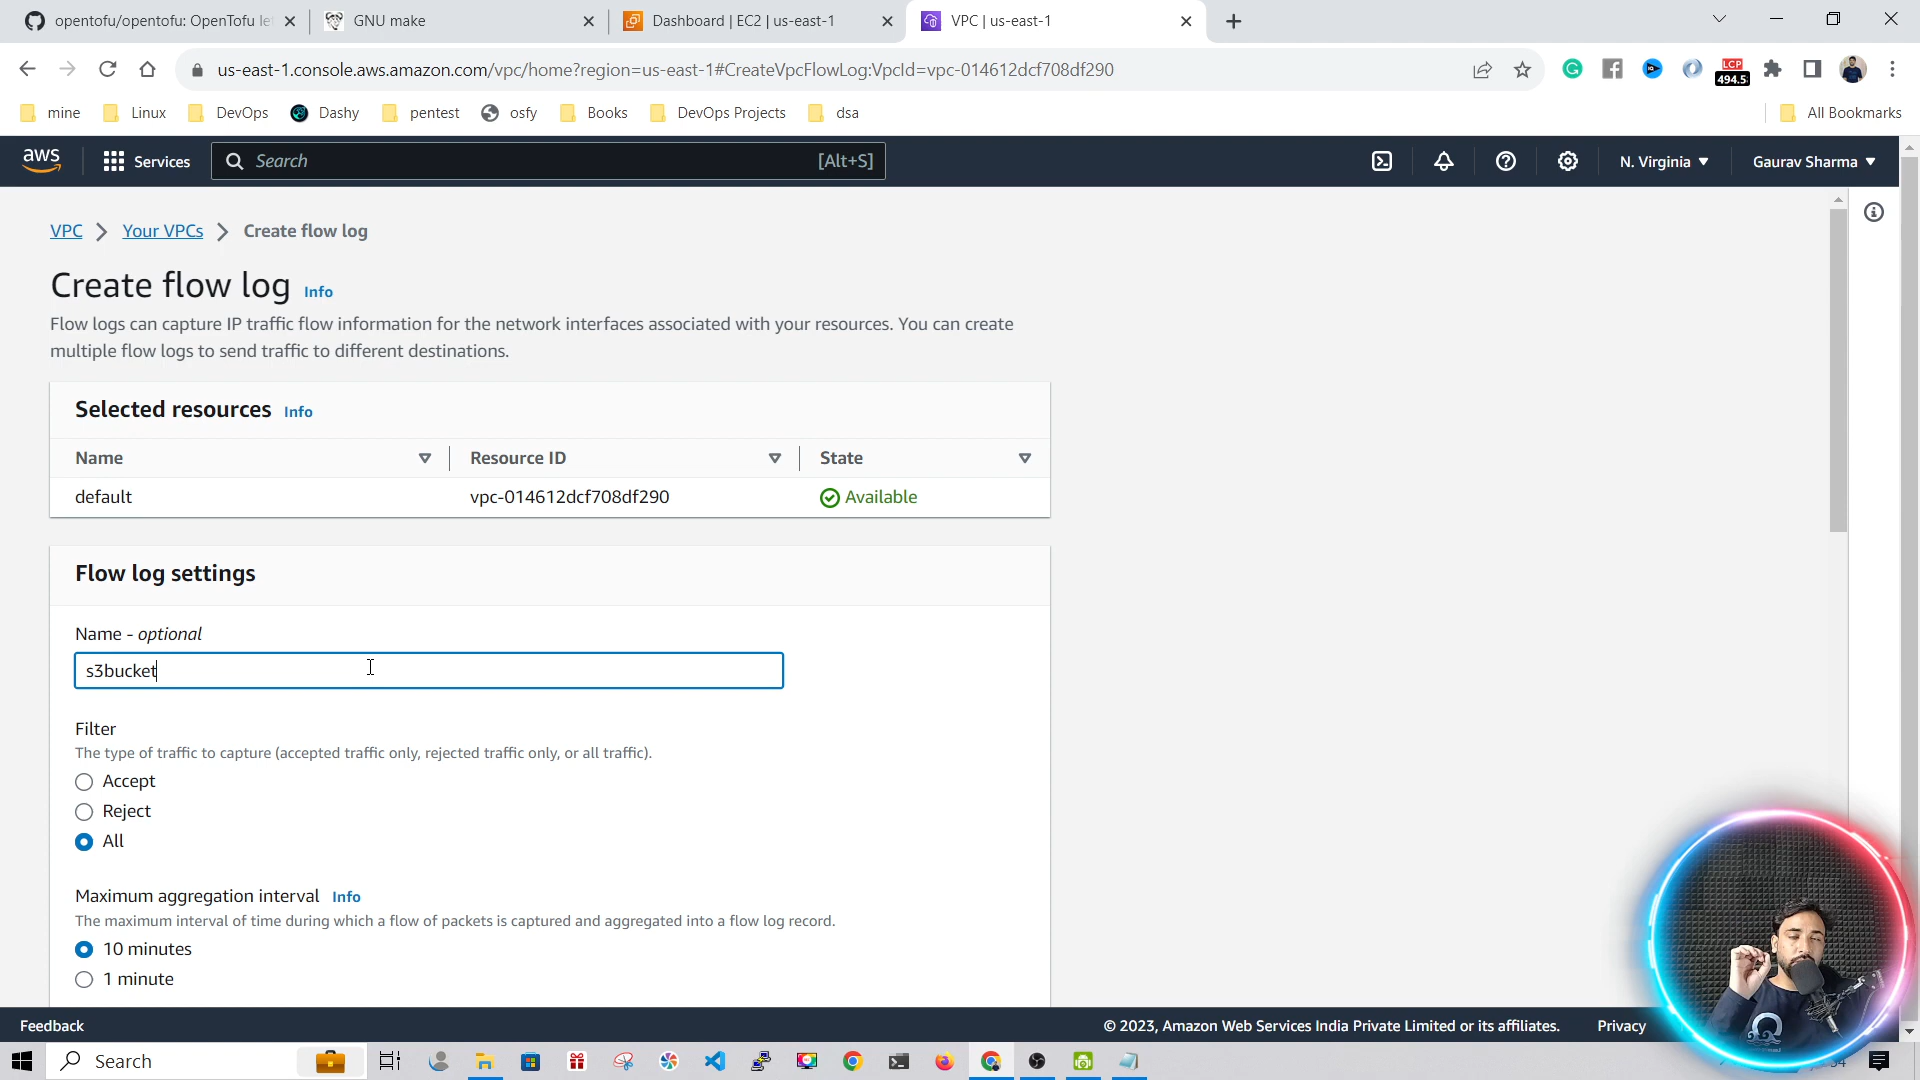 opentofu/opentofu: OpenTofu le
GNU make
Dashboard | EC2 | us-east-1
VPC | us-east-1
us-east-1.console.aws.amazon.com/vpc/home?region=us-east-1#CreateVpcFlowLog:VpcId=vpc-014612dcf708df290
LCP
494.5
mine
Linux
DevOps
Dashy
pentest
osfy
Books
DevOps Projects
dsa
All Bookmarks
aws
Services
Search
[Alt+S]
N. Virginia
Gaurav Sharma
VPC
Your VPCs
Create flow log
Create flow log Info
Flow logs can capture IP traffic flow information for the network interfaces associated with your resources. You can create
multiple flow logs to send traffic to different destinations.
Selected resources Info
Name
Resource ID
State
default
vpc-014612dcf708df290
Available
Flow log settings
Name - optional
s3bucket
Filter
The type of traffic to capture (accepted traffic only, rejected traffic only, or all traffic).
Accept
Reject
All
Maximum aggregation interval Info
The maximum interval of time during which a flow of packets is captured and aggregated into a flow log record.
10 minutes
1 minute
Feedback
© 2023, Amazon Web Services India Private Limited or its affiliates.
Privacy
Search